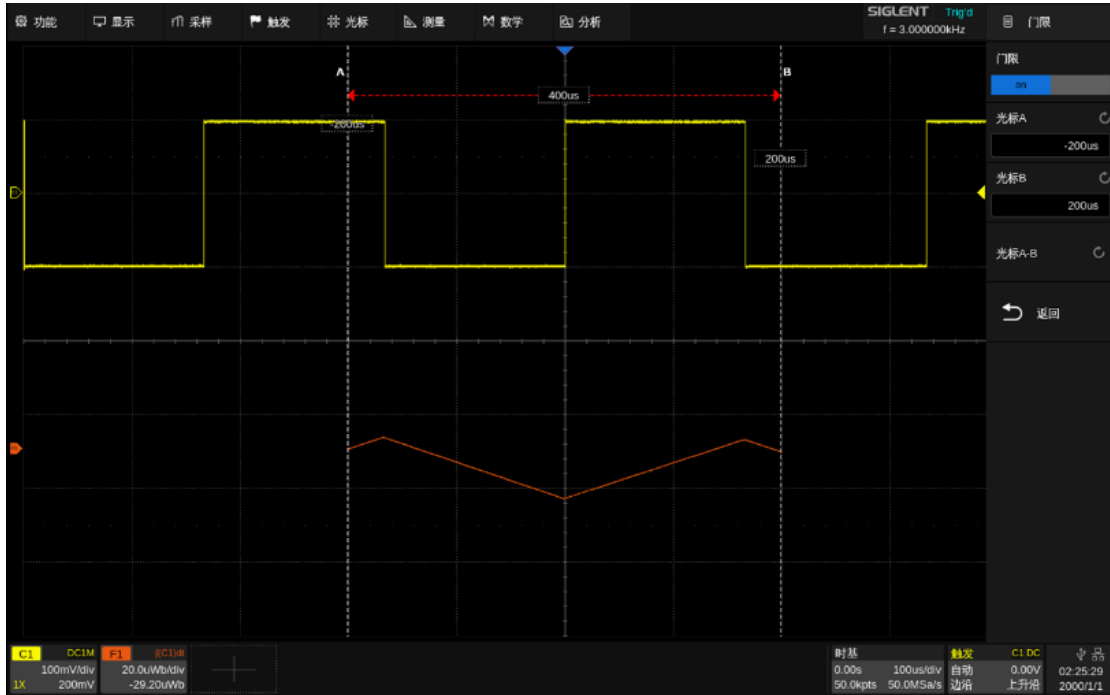 功能 显示 采样 触发 光标 测量 数学 分析
SIGLENT Trig'd
f = 3.000000kHz
门限
门限
on
光标A
-200us
光标B
200us
光标A-B
返回
A
B
400us
-200us
200us
C1 DC1M
100mV/div
1X 200mV
F1 ∫(C1)dt
20.0uWb/div
-29.20uWb
时基
0.00s 100us/div
50.0kpts 50.0MSa/s
触发 C1 DC
自动 0.00V
边沿 上升沿
02:25:29
2000/1/1